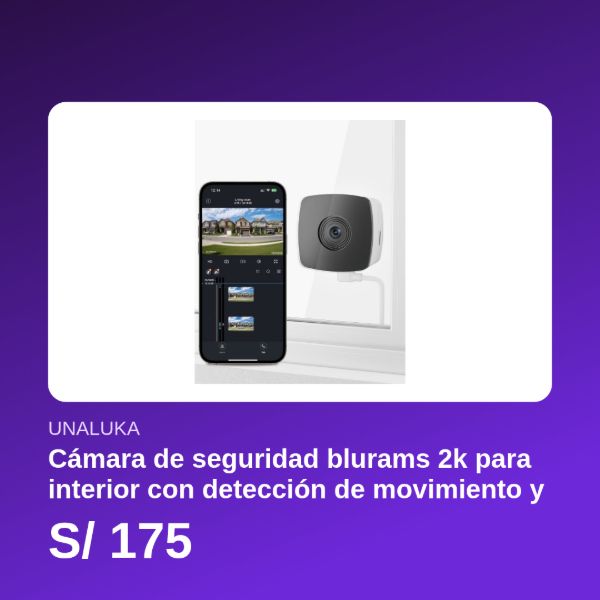 UNALUKA
Cámara de seguridad blurams 2k para
interior con detección de movimiento y
S/ 175